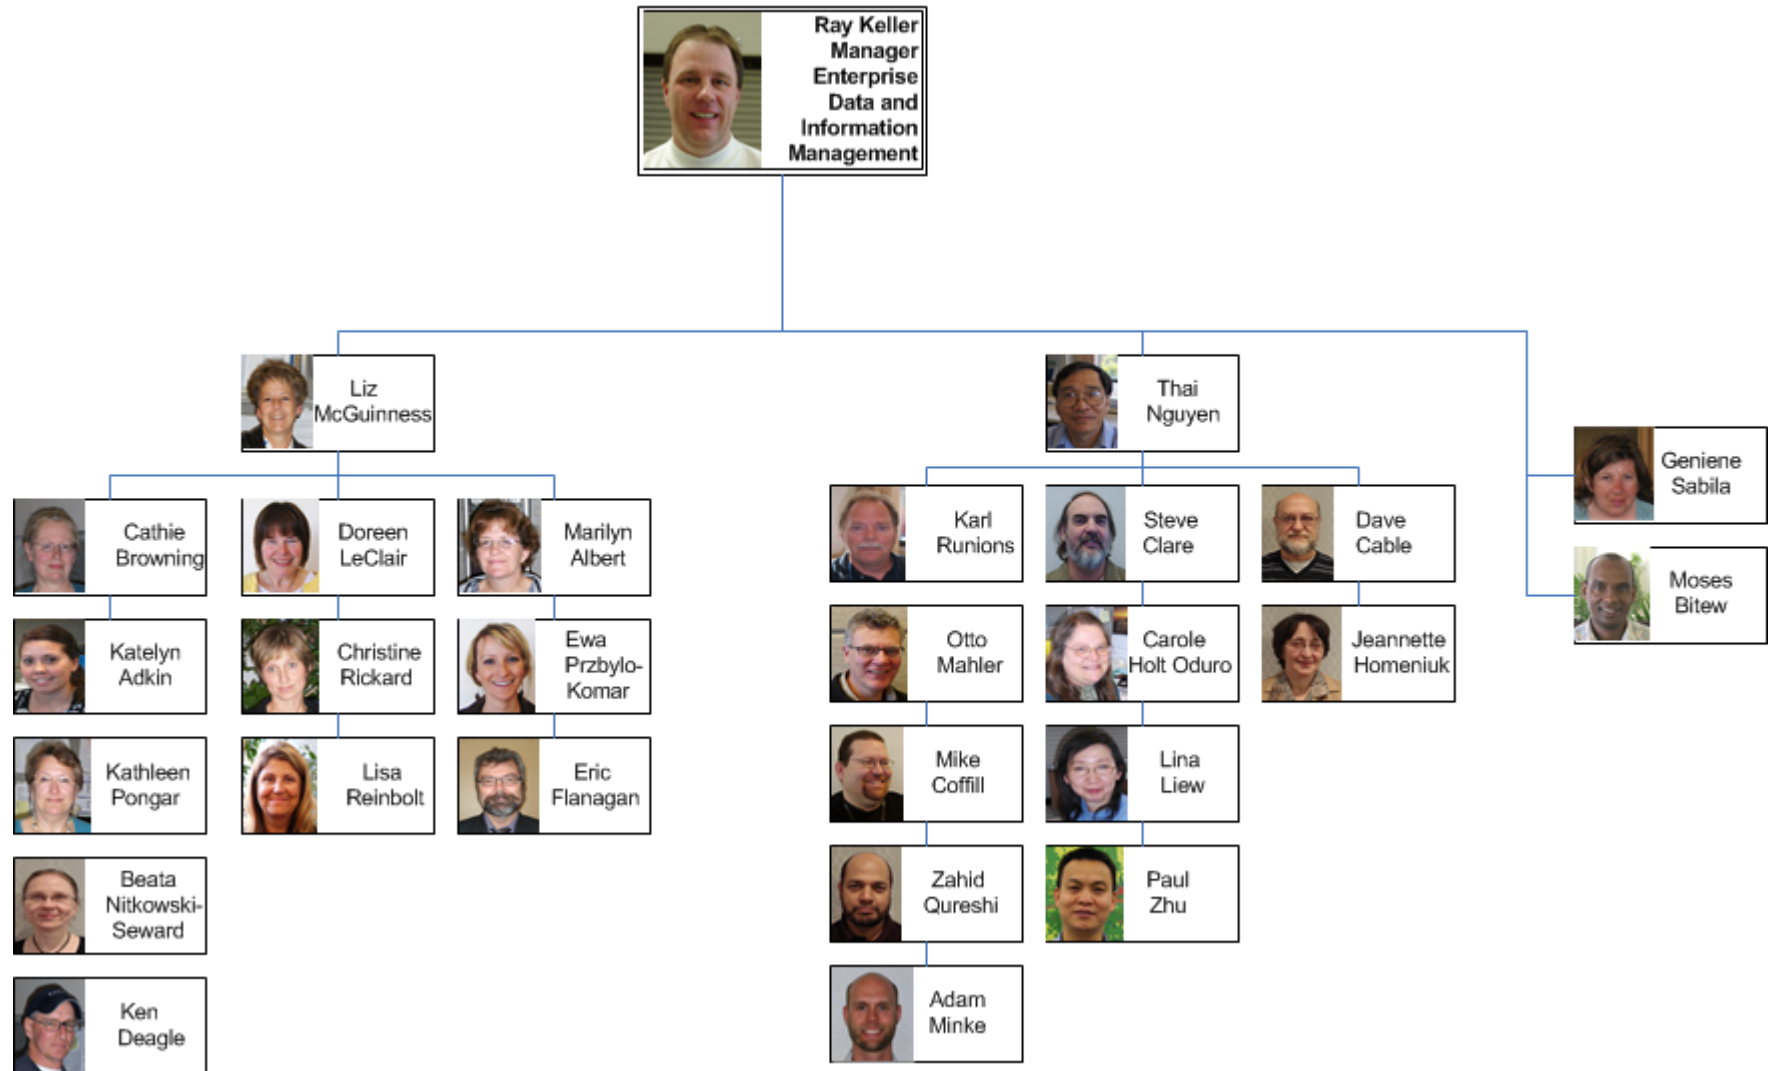 Ray Keller
Manager
Enterprise
Data and
Information
Management
Liz
McGuinness
Thai
Nguyen
Geniene
Sabila
Moses
Bitew
Cathie
Browning
Doreen
LeClair
Marilyn
Albert
Karl
Runions
Steve
Clare
Dave
Cable
Katelyn
Adkin
Christine
Rickard
Ewa
Przbylo-
Komar
Otto
Mahler
Carole
Holt Oduro
Jeannette
Homeniuk
Kathleen
Pongar
Lisa
Reinbolt
Eric
Flanagan
Mike
Coffill
Lina
Liew
Beata
Nitkowski-
Seward
Zahid
Qureshi
Paul
Zhu
Ken
Deagle
Adam
Minke